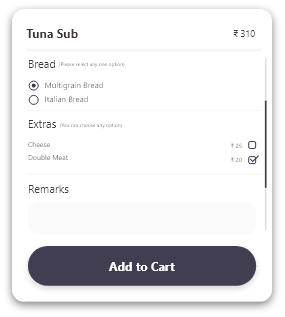 Tuna Sub ₹ 310
Bread (Please select any one option)
Multigrain Bread
Italian Bread
Extras (You can choose any option)
Cheese ₹ 25
Double Meat ₹ 20
Remarks
Add to Cart